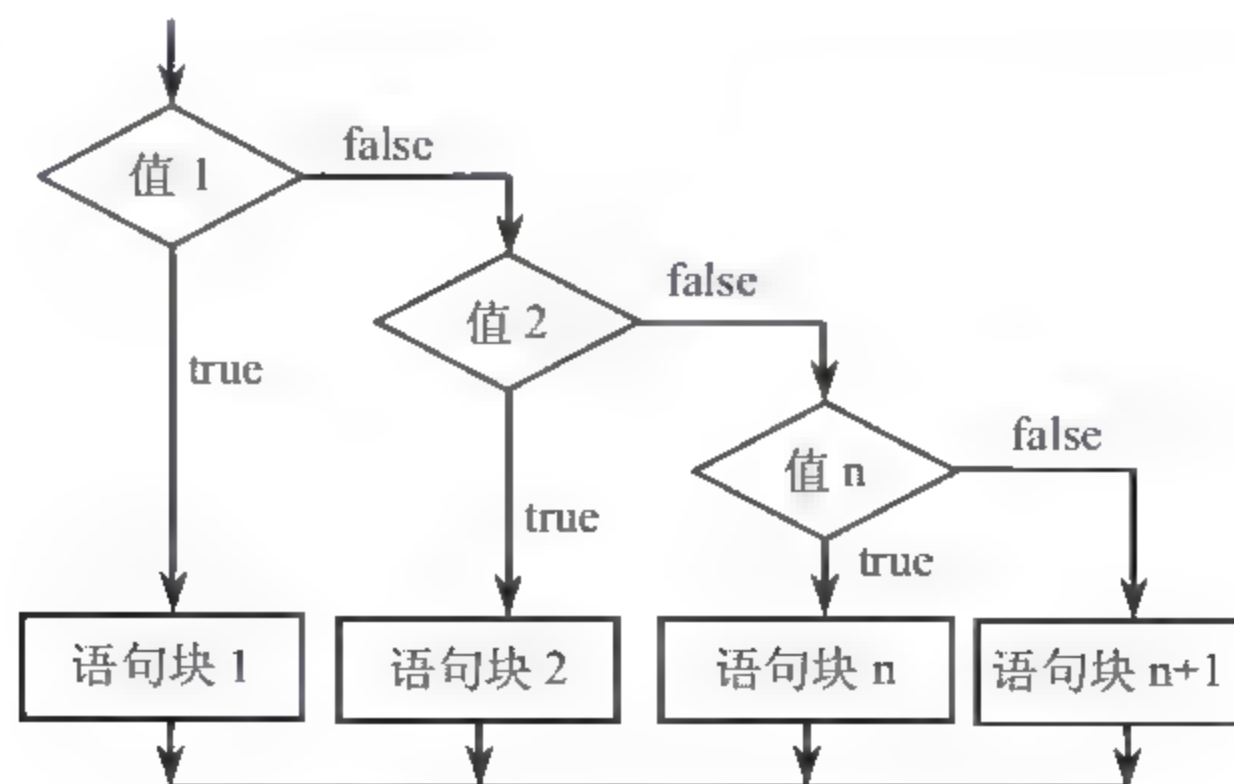 值 1
false
值 2
false
true
值 n
false
true
true
语句块 1
语句块 2
语句块 n
语句块 n+1